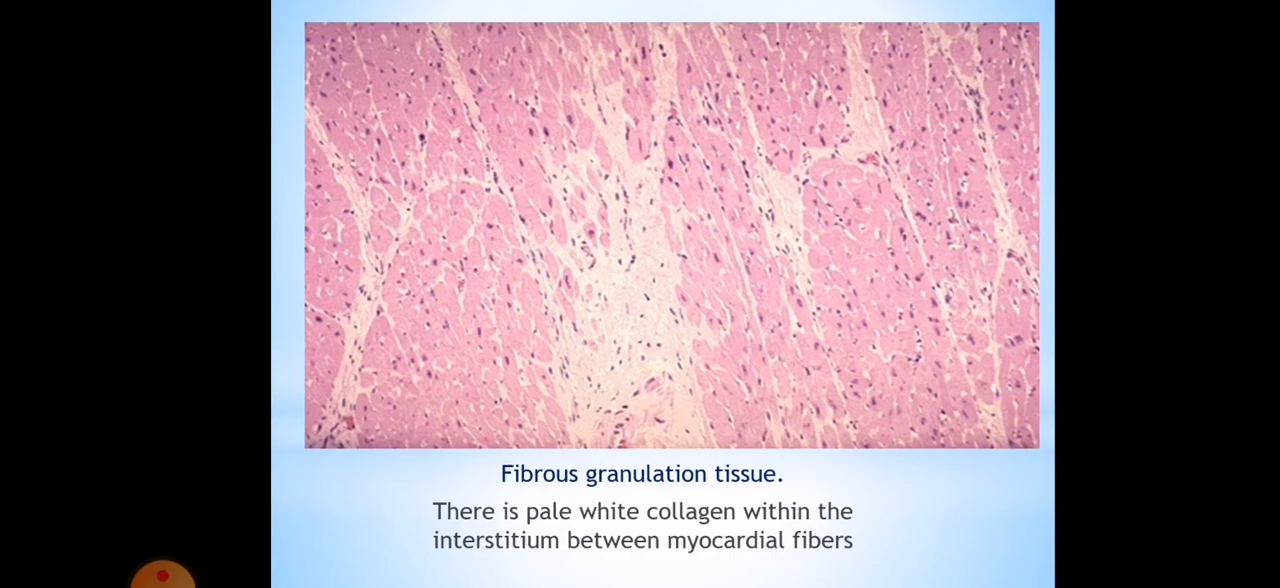 Fibrous granulation tissue.
There is pale white collagen within the
interstitium between myocardial fibers